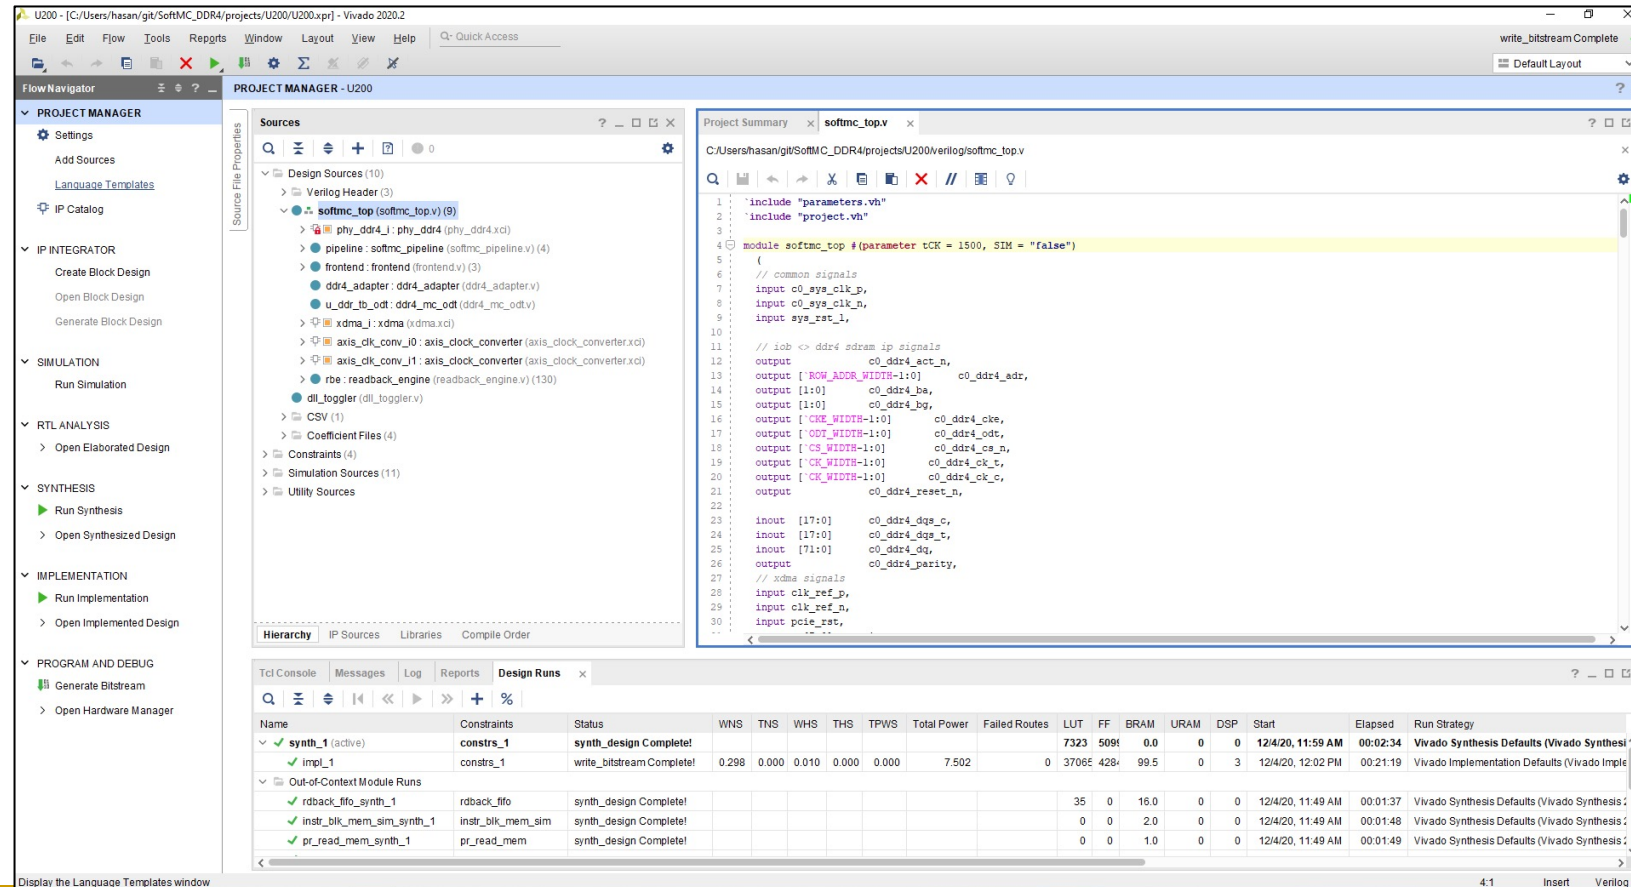 U200 - [C:/Users/hasan/git/SoftMC_DDR4/projects/U200/U200.xpr] - Vivado 2020.2
File Edit Flow Tools Reports Window Layout View Help Q- Quick Access
write_bitstream Complete
Default Layout
Flow Navigator
PROJECT MANAGER
Settings
Add Sources
Language Templates
IP Catalog
IP INTEGRATOR
Create Block Design
Open Block Design
Generate Block Design
SIMULATION
Run Simulation
RTL ANALYSIS
Open Elaborated Design
SYNTHESIS
Run Synthesis
Open Synthesized Design
IMPLEMENTATION
Run Implementation
Open Implemented Design
PROGRAM AND DEBUG
Generate Bitstream
Open Hardware Manager
PROJECT MANAGER - U200
Source File Properties
Sources
0
Design Sources (10)
Verilog Header (3)
softmc_top (softmc_top.v) (9)
phy_ddr4_i : phy_ddr4 (phy_ddr4.xci)
pipeline : softmc_pipeline (softmc_pipeline.v) (4)
frontend : frontend (frontend.v) (3)
ddr4_adapter : ddr4_adapter (ddr4_adapter.v)
u_ddr_tb_odt : ddr4_mc_odt (ddr4_mc_odt.v)
xdma_i : xdma (xdma.xci)
axis_clk_conv_i0 : axis_clock_converter (axis_clock_converter.xci)
axis_clk_conv_i1 : axis_clock_converter (axis_clock_converter.xci)
rbe : readback_engine (readback_engine.v) (130)
dll_toggler (dll_toggler.v)
CSV (1)
Coefficient Files (4)
Constraints (4)
Simulation Sources (11)
Utility Sources
Hierarchy IP Sources Libraries Compile Order
Project Summary softmc_top.v
C:/Users/hasan/git/SoftMC_DDR4/projects/U200/verilog/softmc_top.v
1 `include "parameters.vh"
2 `include "project.vh"
3
4 module softmc_top #(parameter tCK = 1500, SIM = "false")
5 (
6 // common signals
7 input c0_sys_clk_p,
8 input c0_sys_clk_n,
9 input sys_rst_l,
10
11 // iob <> ddr4 sdram ip signals
12 output c0_ddr4_act_n,
13 output [`ROW_ADDR_WIDTH-1:0] c0_ddr4_adr,
14 output [1:0] c0_ddr4_ba,
15 output [1:0] c0_ddr4_bg,
16 output [`CKE_WIDTH-1:0] c0_ddr4_cke,
17 output [`ODT_WIDTH-1:0] c0_ddr4_odt,
18 output [`CS_WIDTH-1:0] c0_ddr4_cs_n,
19 output [`CK_WIDTH-1:0] c0_ddr4_ck_t,
20 output [`CK_WIDTH-1:0] c0_ddr4_ck_c,
21 output c0_ddr4_reset_n,
22
23 inout [17:0] c0_ddr4_dqs_c,
24 inout [17:0] c0_ddr4_dqs_t,
25 inout [71:0] c0_ddr4_dq,
26 output c0_ddr4_parity,
27 // xdma signals
28 input clk_ref_p,
29 input clk_ref_n,
30 input pcie_rst,
Tcl Console Messages Log Reports Design Runs
Name Constraints Status WNS TNS WHS THS TPWS Total Power Failed Routes LUT FF BRAM URAM DSP Start Elapsed Run Strategy
synth_1 (active) constrs_1 synth_design Complete! 7323 5099 0.0 0 0 12/4/20, 11:59 AM 00:02:34 Vivado Synthesis Defaults (Vivado Synthesi
impl_1 constrs_1 write_bitstream Complete! 0.298 0.000 0.010 0.000 0.000 7.502 0 37065 4284 99.5 0 3 12/4/20, 12:02 PM 00:21:19 Vivado Implementation Defaults (Vivado Imple
Out-of-Context Module Runs
rdback_fifo_synth_1 rdback_fifo synth_design Complete! 35 0 16.0 0 0 12/4/20, 11:49 AM 00:01:37 Vivado Synthesis Defaults (Vivado Synthesis
instr_blk_mem_sim_synth_1 instr_blk_mem_sim synth_design Complete! 0 0 2.0 0 0 12/4/20, 11:49 AM 00:01:48 Vivado Synthesis Defaults (Vivado Synthesis
pr_read_mem_synth_1 pr_read_mem synth_design Complete! 0 0 1.0 0 0 12/4/20, 11:49 AM 00:01:49 Vivado Synthesis Defaults (Vivado Synthesis
Display the Language Templates window
4:1 Insert Verilog